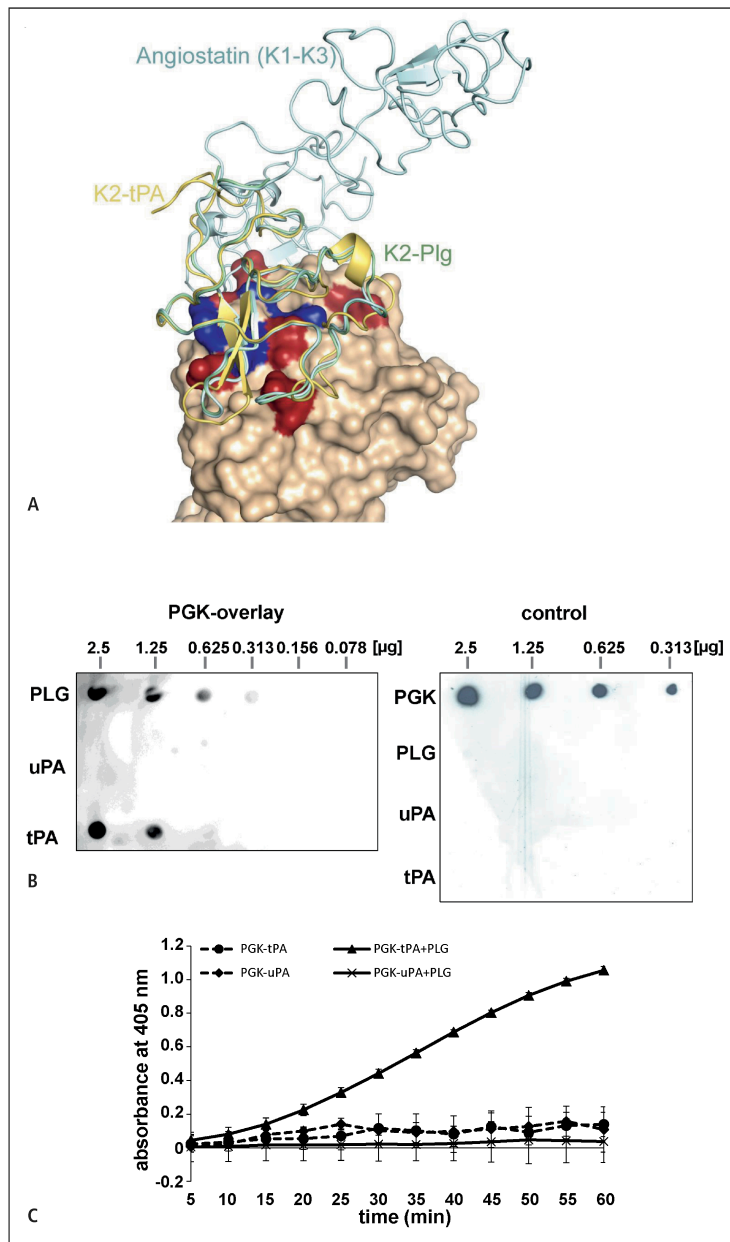 Angiostatin (K1-K3)
K2-tPA
K2-Plg
A
PGK-overlay
2.5 1.25 0.625 0.313 0.156 0.078 [µg]
PLG
uPA
tPA
control
2.5 1.25 0.625 0.313 [µg]
PGK
PLG
uPA
tPA
B
PGK-tPA PGK-tPA+PLG
PGK-uPA PGK-uPA+PLG
absorbance at 405 nm
1.2
1.0
0.8
0.6
0.4
0.2
0
-0.2
5 10 15 20 25 30 35 40 45 50 55 60
time (min)
C